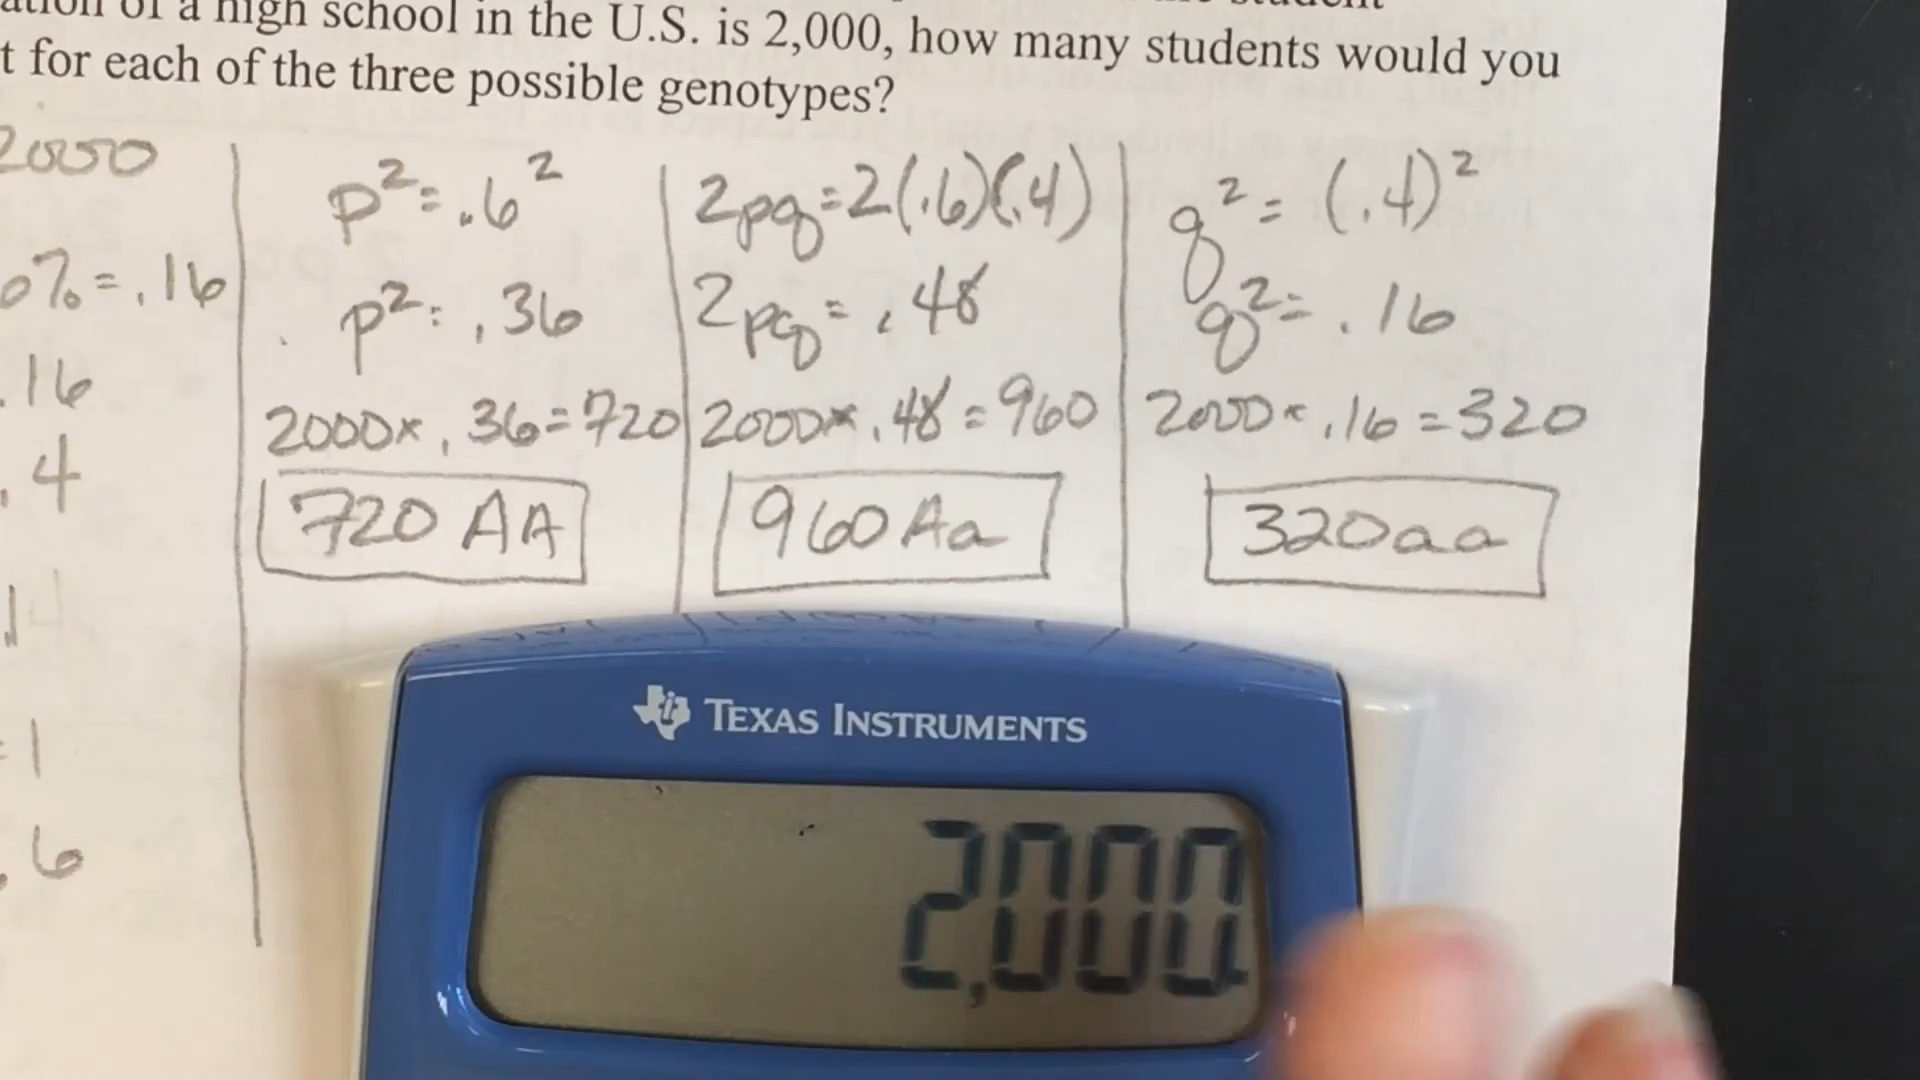 of a high school in the U.S. is 2,000, how many students would you
t for each of the three possible genotypes?
2000
0% = .16
.16
.4
1
= 1
.6
p² = .6²
p² = .36
2000 x .36 = 720
720 AA
2pq = 2(.6)(.4)
2pq = .48
2000 x .48 = 960
960 Aa
q² = (.4)²
q² = .16
2000 x .16 = 320
320 aa
TEXAS INSTRUMENTS
2,000.